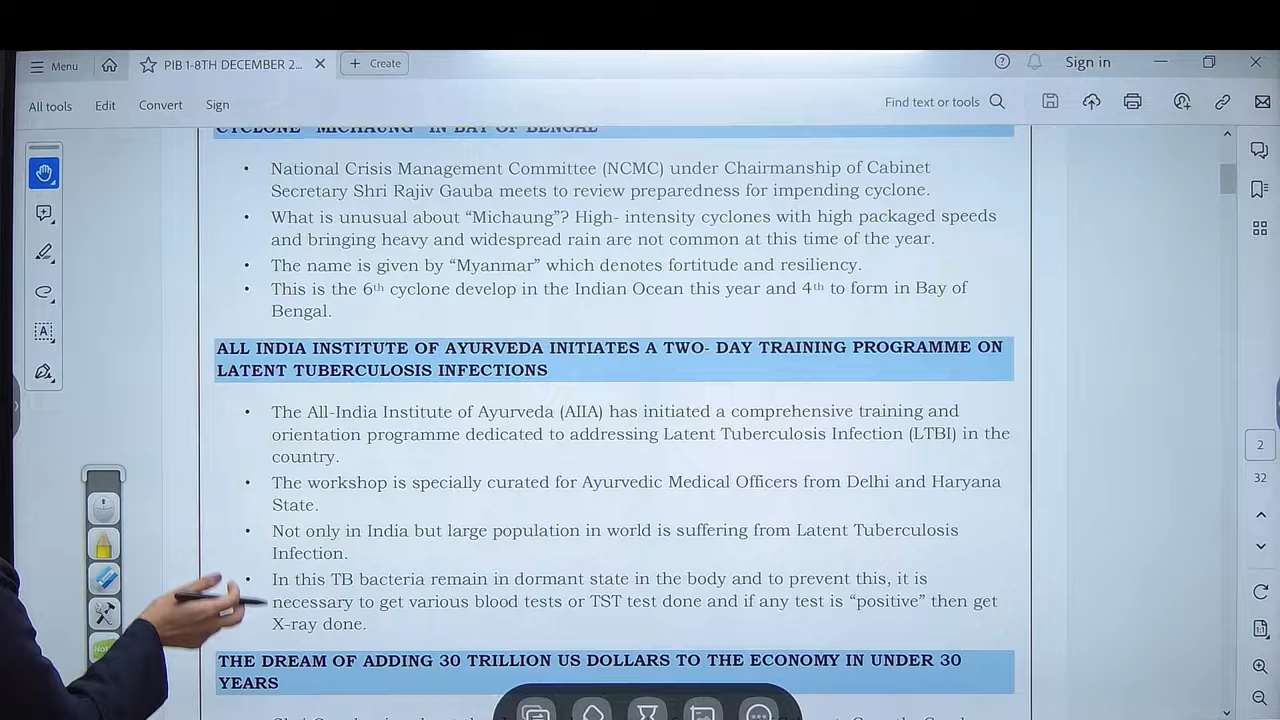 Menu
PIB 1-8TH DECEMBER 2...
Create
Sign in
All tools
Edit
Convert
Sign
Find text or tools
CYCLONE "MICHAUNG" IN BAY OF BENGAL
• National Crisis Management Committee (NCMC) under Chairmanship of Cabinet
Secretary Shri Rajiv Gauba meets to review preparedness for impending cyclone.
• What is unusual about “Michaung”? High- intensity cyclones with high packaged speeds
and bringing heavy and widespread rain are not common at this time of the year.
• The name is given by “Myanmar” which denotes fortitude and resiliency.
• This is the 6th cyclone develop in the Indian Ocean this year and 4th to form in Bay of
Bengal.
ALL INDIA INSTITUTE OF AYURVEDA INITIATES A TWO- DAY TRAINING PROGRAMME ON
LATENT TUBERCULOSIS INFECTIONS
• The All-India Institute of Ayurveda (AIIA) has initiated a comprehensive training and
orientation programme dedicated to addressing Latent Tuberculosis Infection (LTBI) in the
country.
• The workshop is specially curated for Ayurvedic Medical Officers from Delhi and Haryana
State.
• Not only in India but large population in world is suffering from Latent Tuberculosis
Infection.
• In this TB bacteria remain in dormant state in the body and to prevent this, it is
necessary to get various blood tests or TST test done and if any test is “positive” then get
X-ray done.
THE DREAM OF ADDING 30 TRILLION US DOLLARS TO THE ECONOMY IN UNDER 30
YEARS
2
32